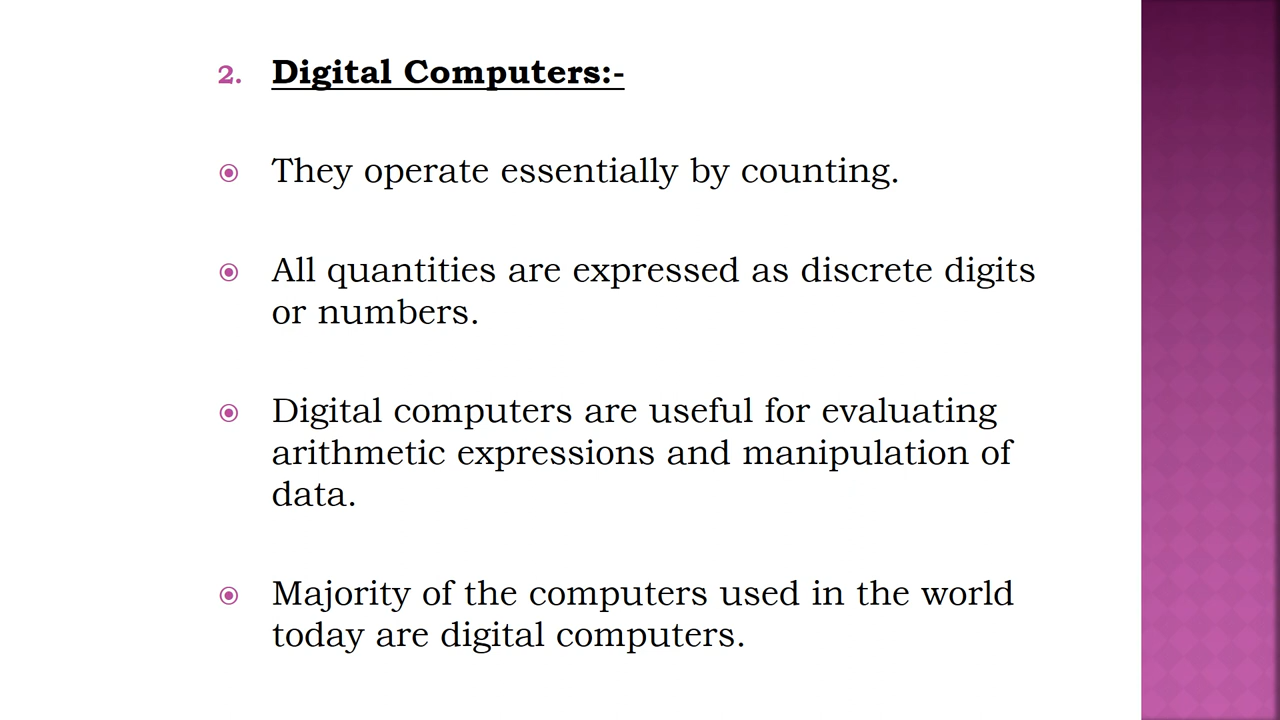 2. Digital Computers:-
They operate essentially by counting.
All quantities are expressed as discrete digits
or numbers.
Digital computers are useful for evaluating
arithmetic expressions and manipulation of
data.
Majority of the computers used in the world
today are digital computers.